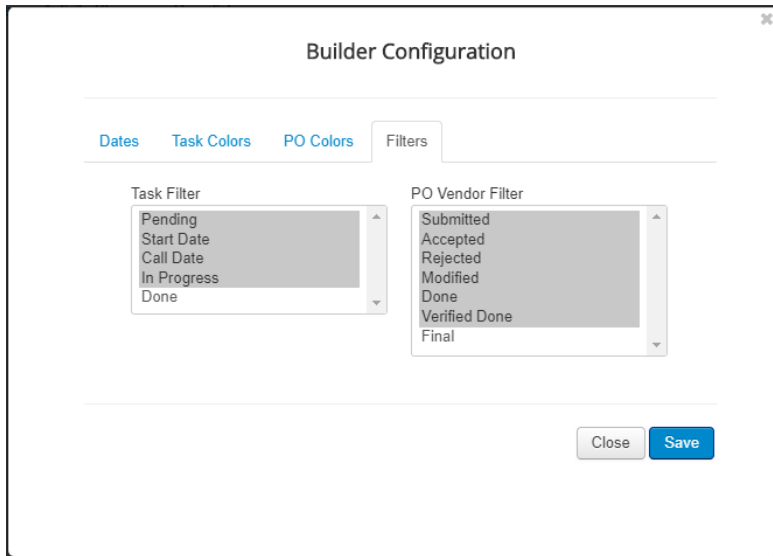 Builder Configuration
Dates
Task Colors
PO Colors
Filters
Task Filter
Pending
Start Date
Call Date
In Progress
Done
PO Vendor Filter
Submitted
Accepted
Rejected
Modified
Done
Verified Done
Final
Close
Save